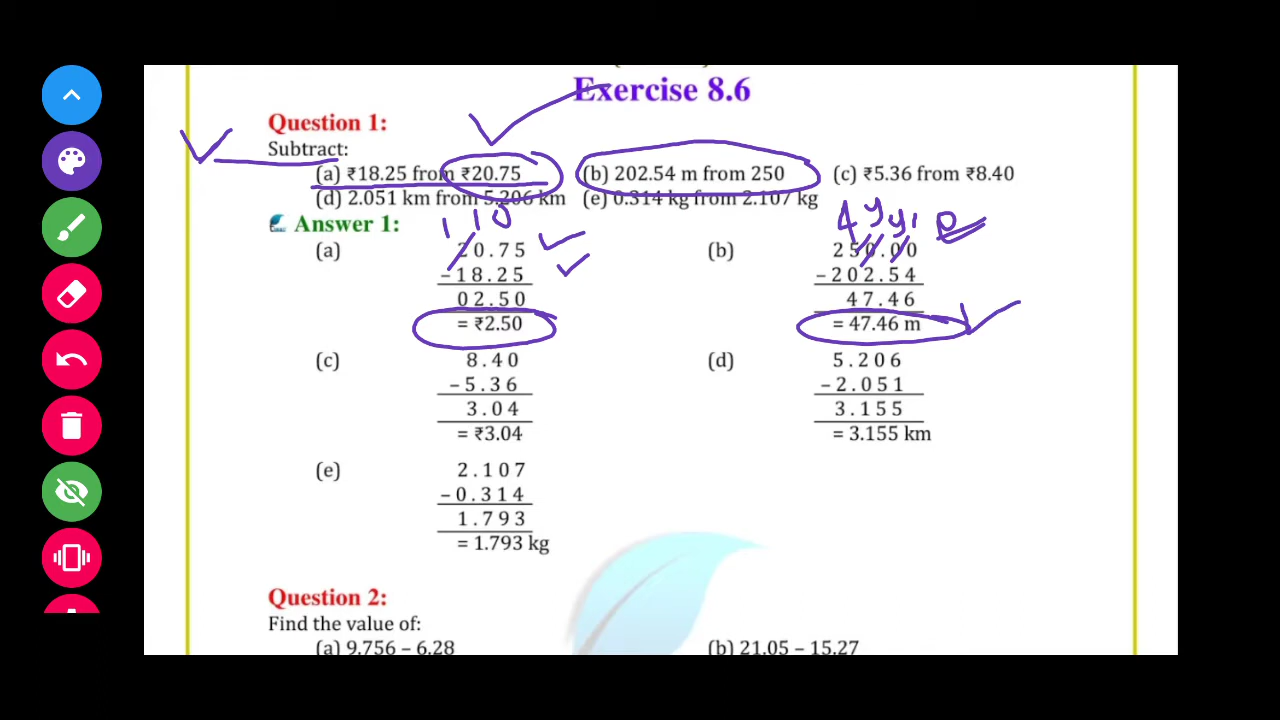 Exercise 8.6
Question 1:
Subtract:
(a) ₹18.25 from ₹20.75 (b) 202.54 m from 250 (c) ₹5.36 from ₹8.40
(d) 2.051 km from 5.206 km (e) 0.314 kg from 2.107 kg
Answer 1:
(a) 20.75 (b) 250.00
–18.25 –202.54
02.50 47.46
= ₹2.50 = 47.46 m
(c) 8.40 (d) 5.206
–5.36 –2.051
3.04 3.155
= ₹3.04 = 3.155 km
(e) 2.107
–0.314
1.793
= 1.793 kg
Question 2:
Find the value of:
(a) 9.756 – 6.28 (b) 21.05 – 15.27